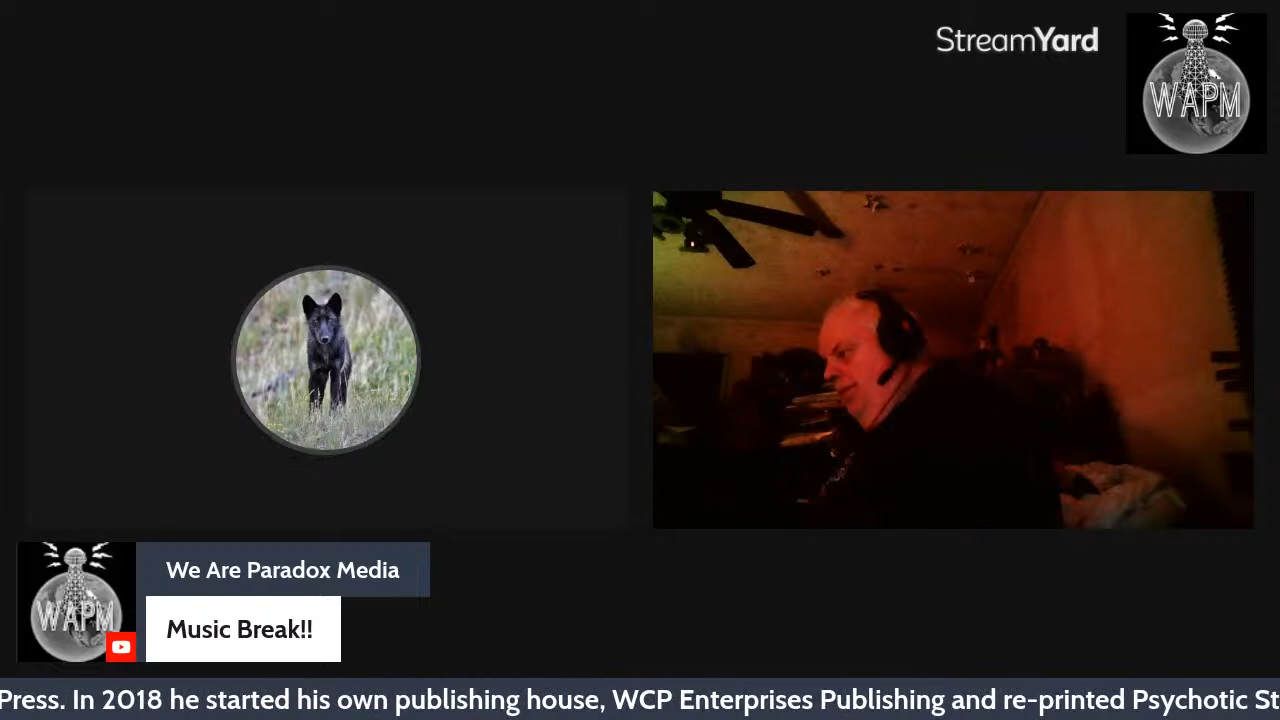 StreamYard
WAPM
We Are Paradox Media
WAPM
Music Break!!
Press. In 2018 he started his own publishing house, WCP Enterprises Publishing and re-printed Psychotic St